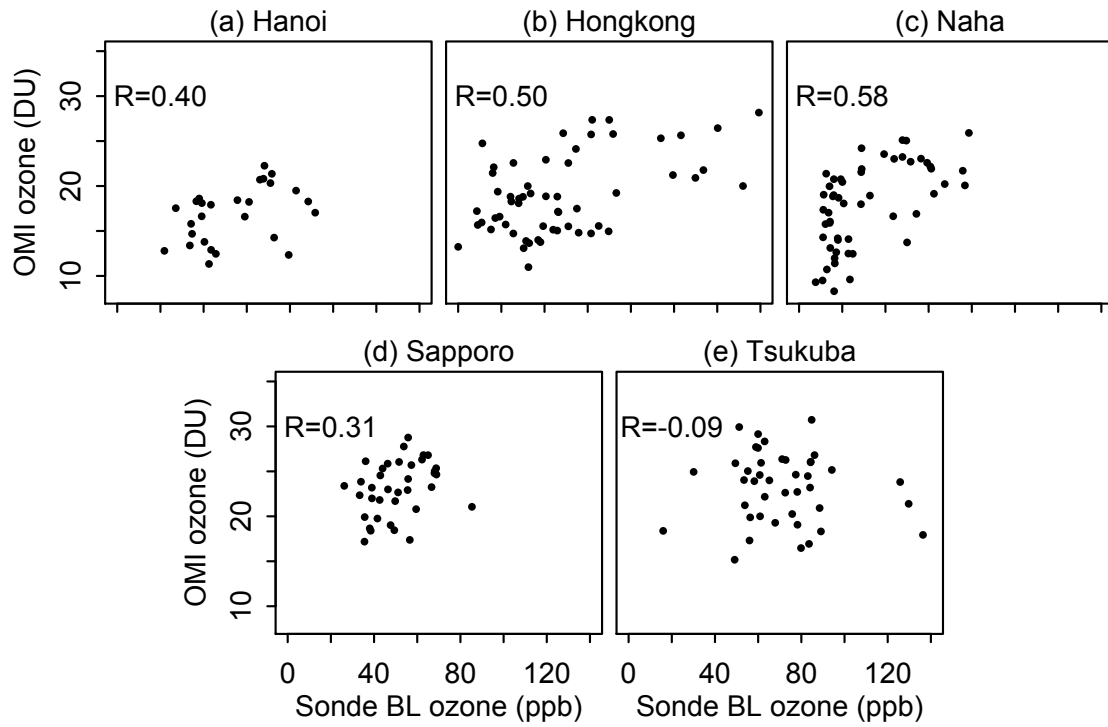 (a) Hanoi
(b) Hongkong
(c) Naha
OMI ozone (DU)
30
20
10
R=0.40
R=0.50
R=0.58
(d) Sapporo
(e) Tsukuba
OMI ozone (DU)
30
20
10
R=0.31
R=-0.09
0 40 80 120
0 40 80 120
Sonde BL ozone (ppb)
Sonde BL ozone (ppb)